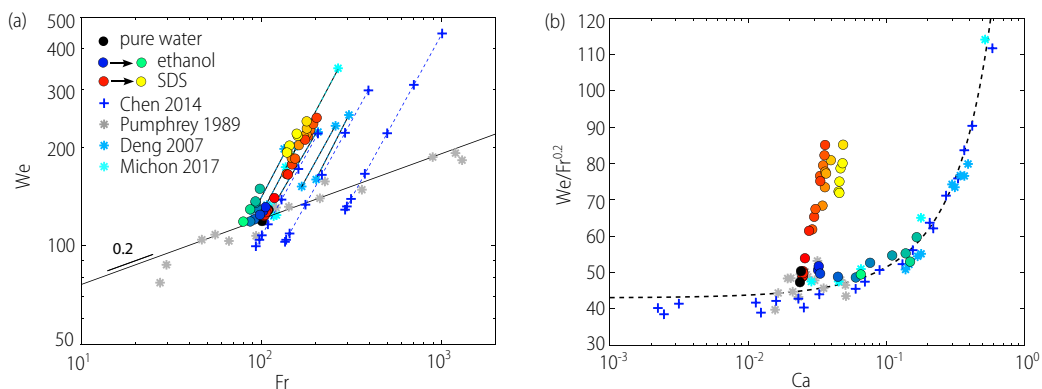 (a)
500
400
300
200
100
50
We
10^1
10^2
10^3
Fr
0.2
pure water
ethanol
SDS
Chen 2014
Pumphrey 1989
Deng 2007
Michon 2017
(b)
120
110
100
90
80
70
60
50
40
30
We/Fr^0.2
10^-3
10^-2
10^-1
10^0
Ca